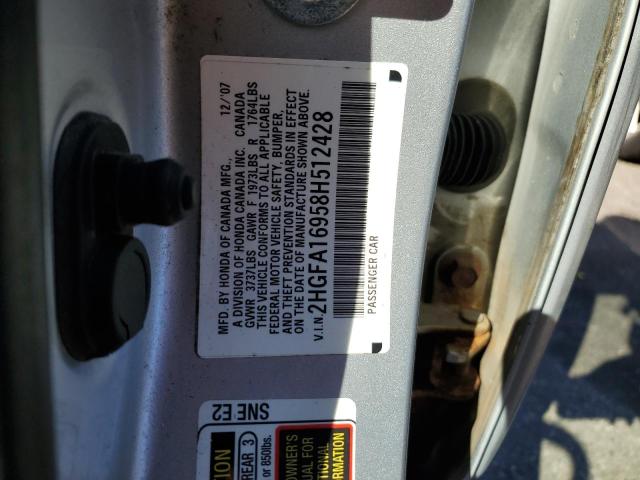 MFD. BY HONDA OF CANADA MFG., 12/'07
A DIVISION OF HONDA CANADA INC. CANADA
GVWR 3737LBS GAWR F 1973LBS R 1764LBS
THIS VEHICLE CONFORMS TO ALL APPLICABLE
FEDERAL MOTOR VEHICLE SAFETY, BUMPER,
AND THEFT PREVENTION STANDARDS IN EFFECT
ON THE DATE OF MANUFACTURE SHOWN ABOVE.
V.I.N. 2HGFA16958H512428
PASSENGER CAR
SNE E2
REAR 3
or 850lbs.
OWNER'S